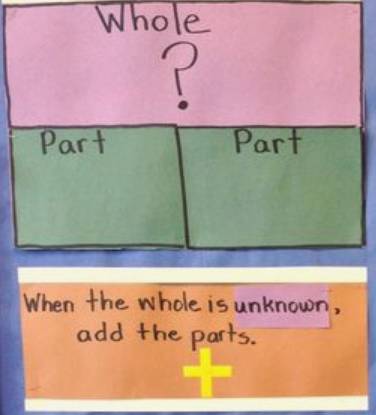 Whole
?
Part Part
When the whole is unknown,
add the parts.
+